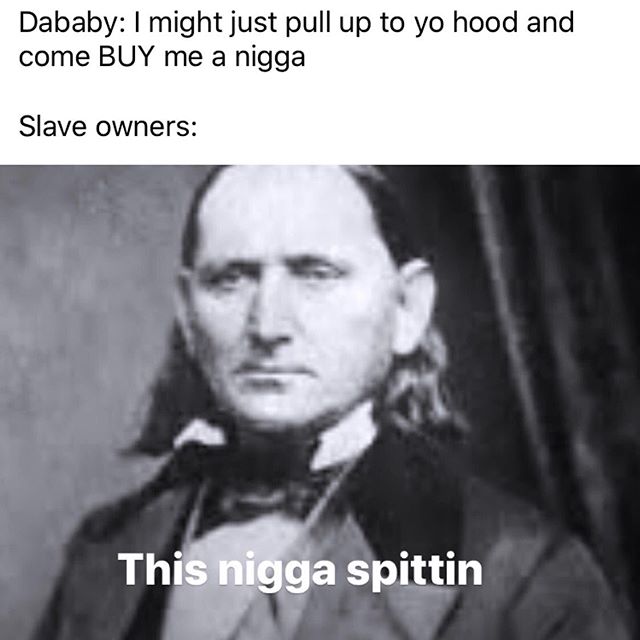 Dababy: I might just pull up to yo hood and
come BUY me a nigga
Slave owners:
This nigga spittin